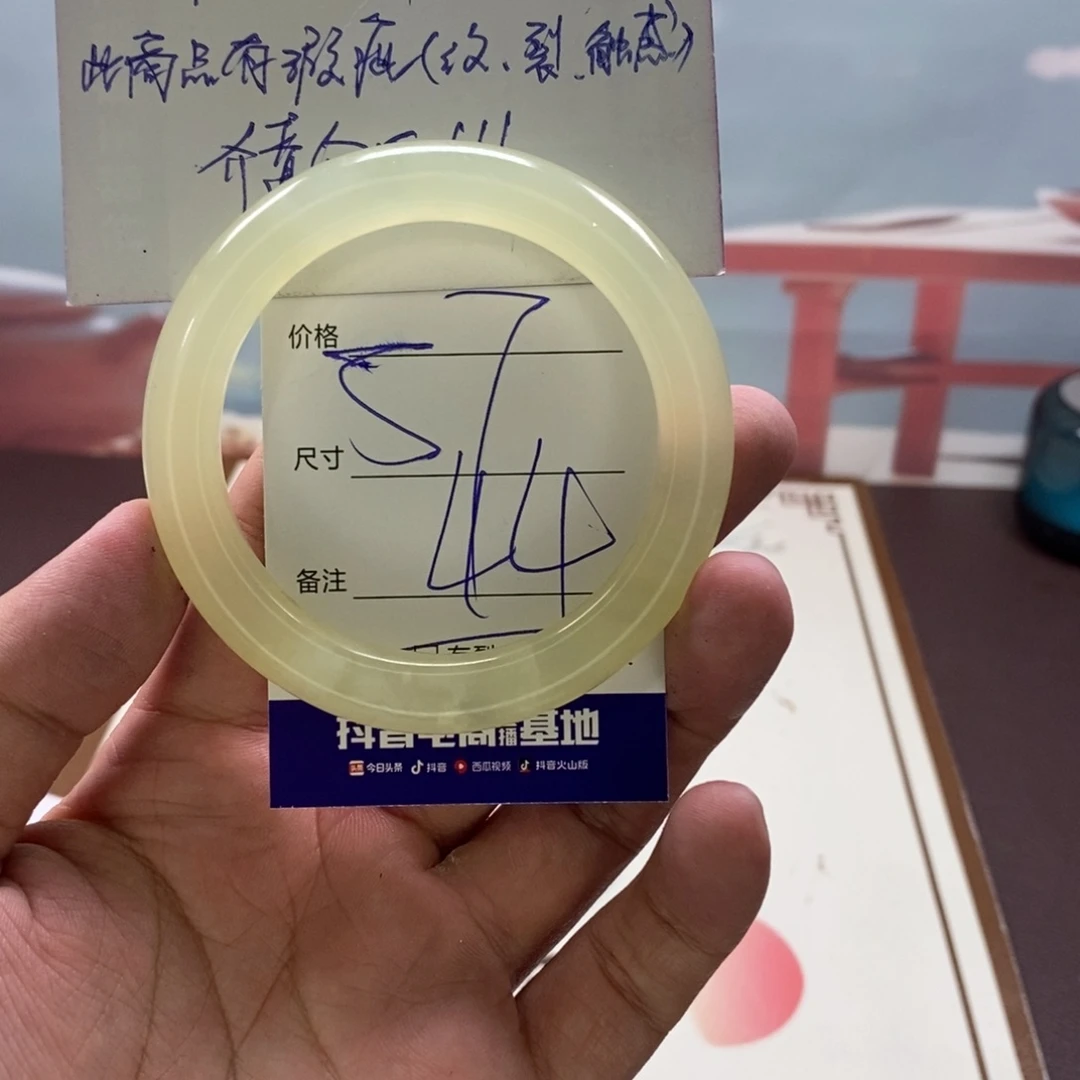 此商品有瑕疵(纹、裂、触感)
价格
57
尺寸
44
备注
抖音电商播基地
今日头条 抖音 西瓜视频 抖音火山版